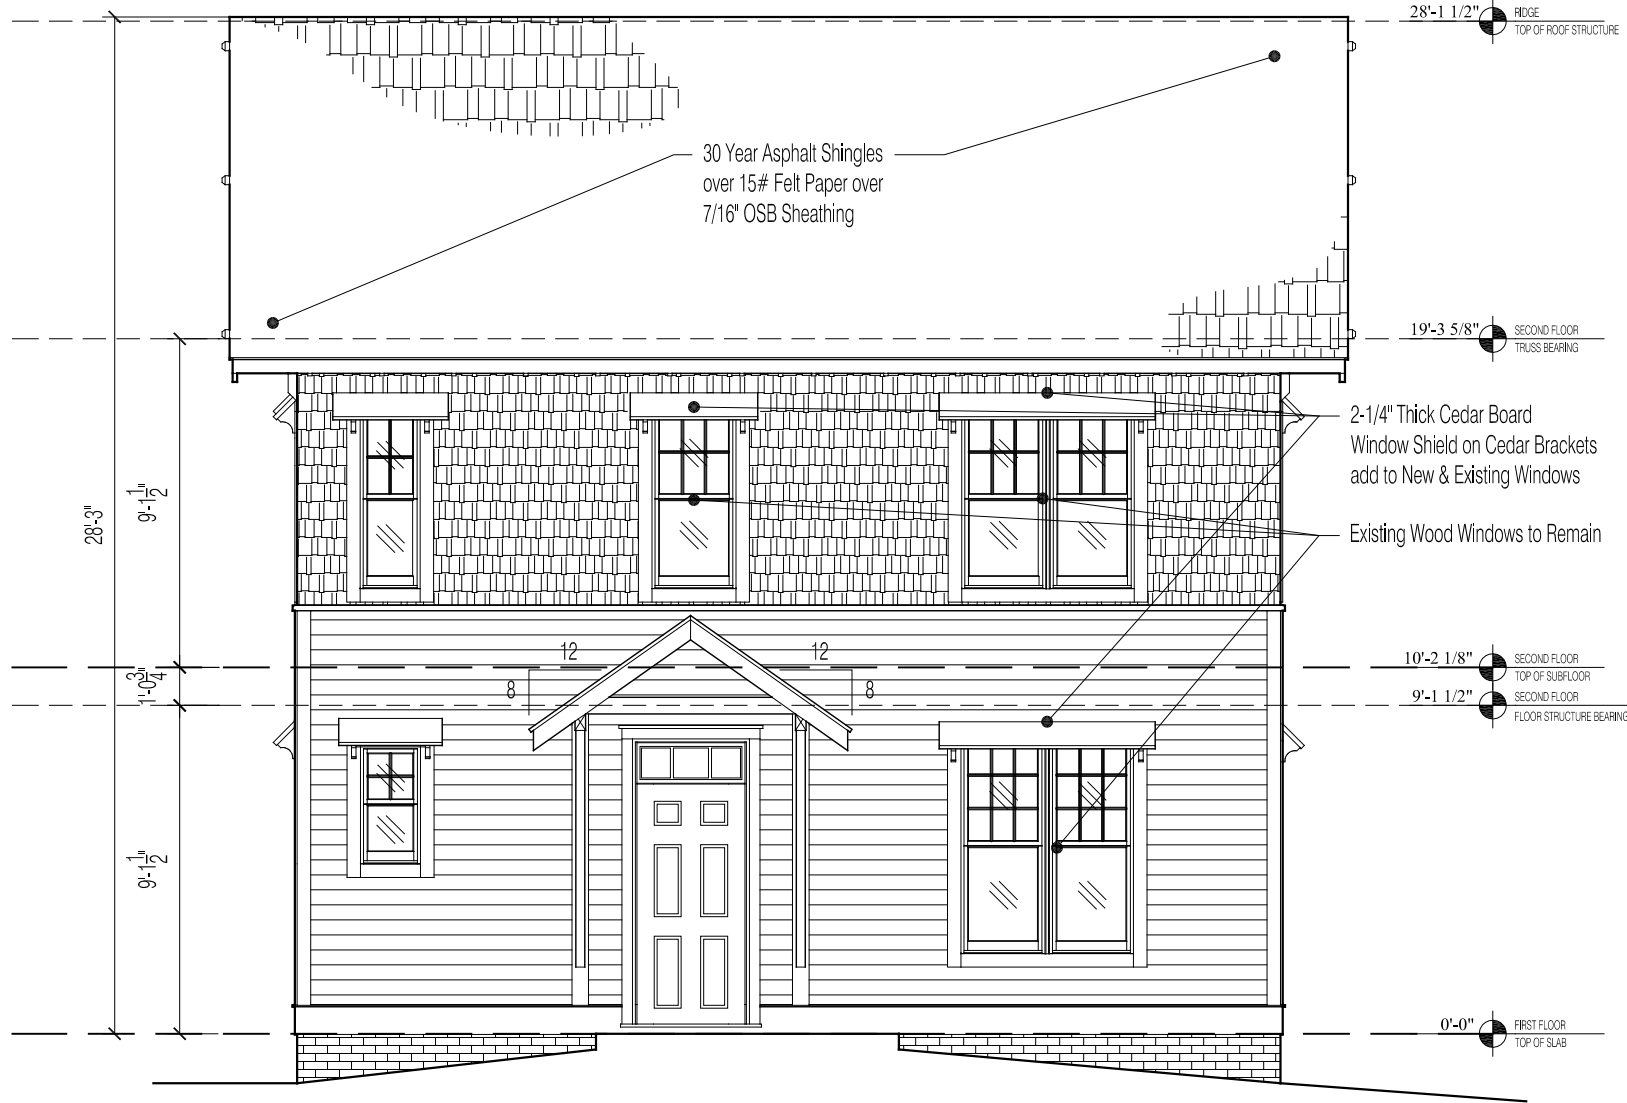 28'-1 1/2" RIDGE
TOP OF ROOF STRUCTURE
30 Year Asphalt Shingles
over 15# Felt Paper over
7/16" OSB Sheathing
19'-3 5/8" SECOND FLOOR
TRUSS BEARING
2-1/4" Thick Cedar Board
Window Shield on Cedar Brackets
add to New & Existing Windows
Existing Wood Windows to Remain
28'-3"
9'-1 1/2"
1'-0 3/4"
9'-1 1/2"
12
8
12
8
10'-2 1/8" SECOND FLOOR
TOP OF SUBFLOOR
9'-1 1/2" SECOND FLOOR
FLOOR STRUCTURE BEARING
0'-0" FIRST FLOOR
TOP OF SLAB